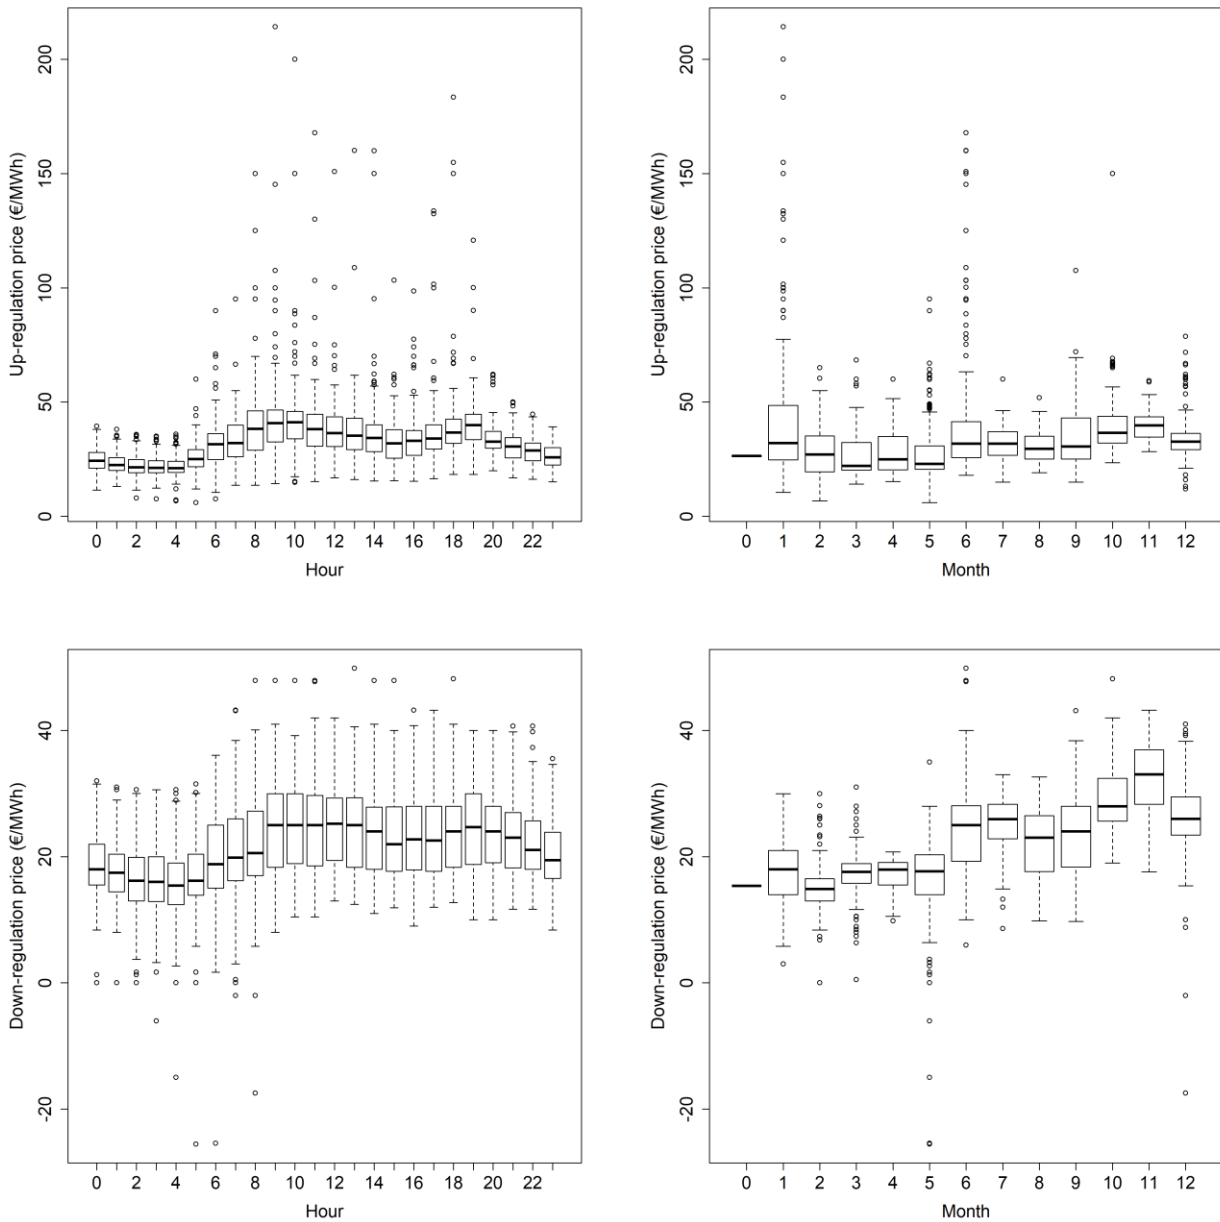 Up-regulation price (€/MWh)
200
150
100
50
0
0 2 4 6 8 10 12 14 16 18 20 22
Hour
Up-regulation price (€/MWh)
200
150
100
50
0
0 1 2 3 4 5 6 7 8 9 10 11 12
Month
Down-regulation price (€/MWh)
40
20
0
-20
0 2 4 6 8 10 12 14 16 18 20 22
Hour
Down-regulation price (€/MWh)
40
20
0
-20
0 1 2 3 4 5 6 7 8 9 10 11 12
Month